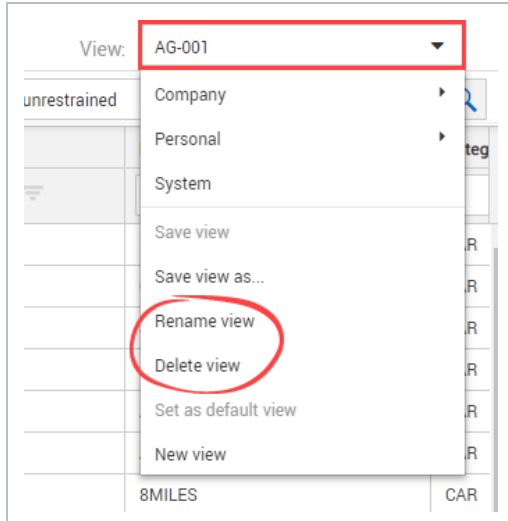 View: AG-001
unrestrained
Company
Personal
teg
System
Save view
R
Save view as...
R
Rename view
R
Delete view
R
Set as default view
R
New view
R
8MILES CAR